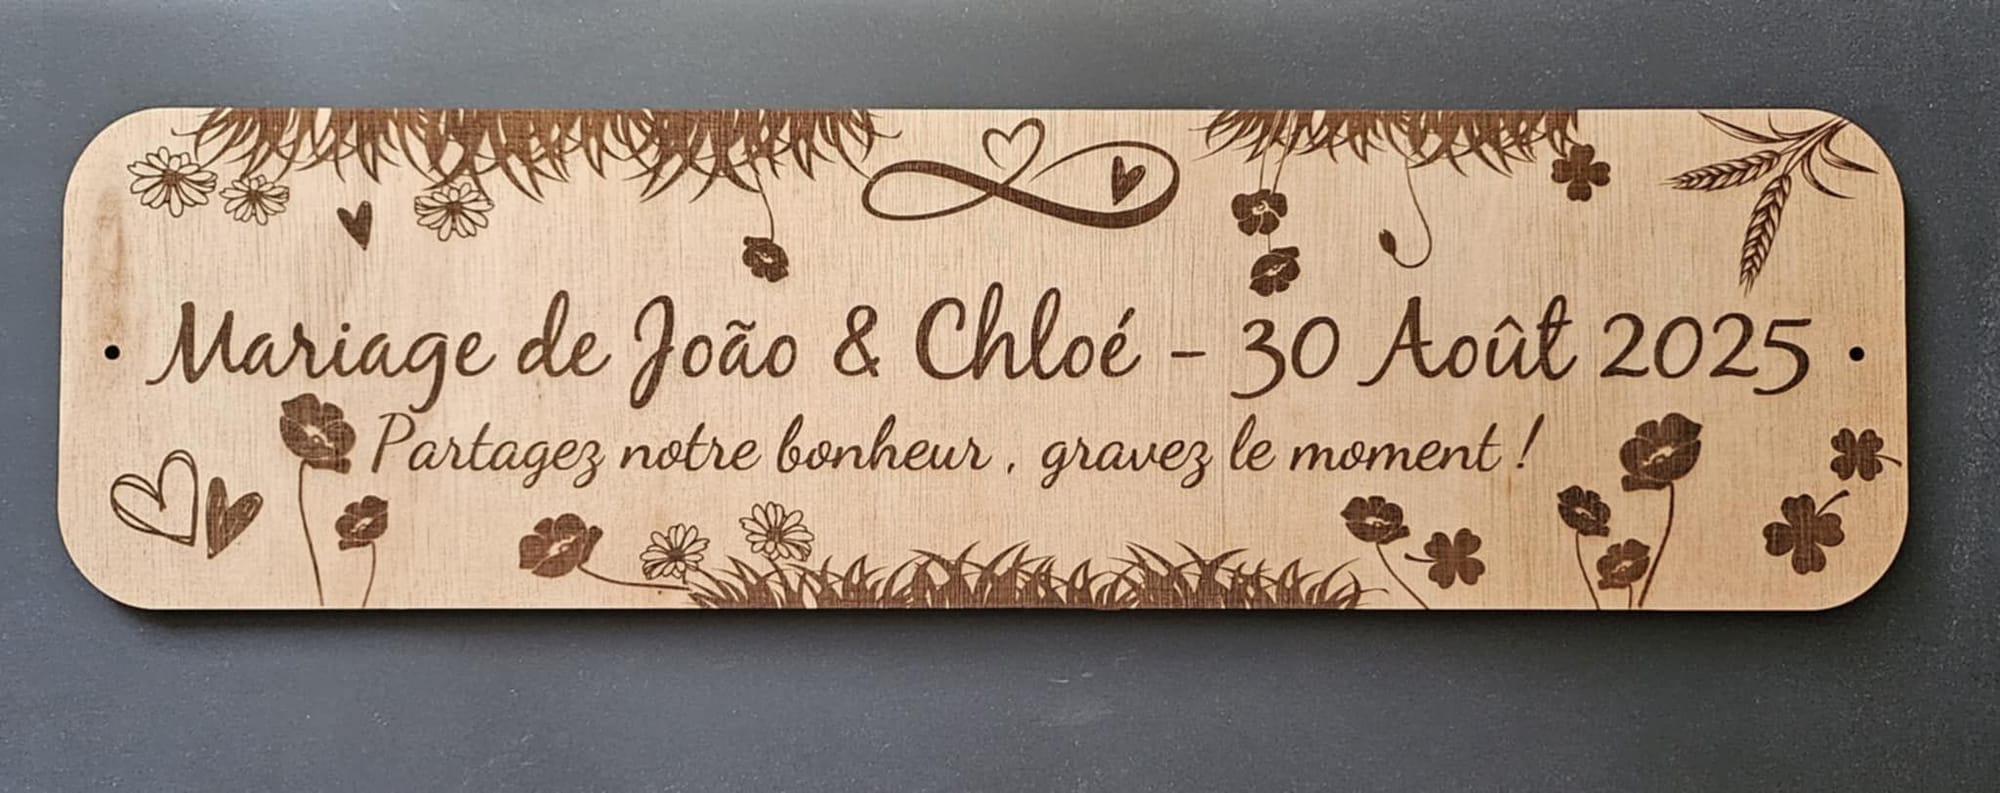 Mariage de João & Chloé - 30 Août 2025
Partagez notre bonheur , gravez le moment !